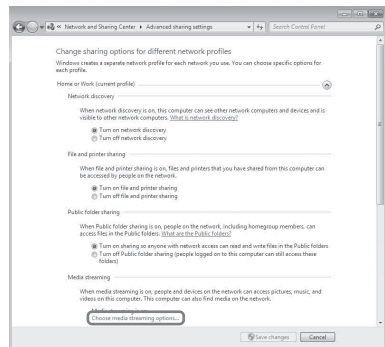 « Network and Sharing Center ▸ Advanced sharing settings
Search Control Panel
Change sharing options for different network profiles
Windows creates a separate network profile for each network you use. You can choose specific options for
each profile.
Home or Work (current profile)
Network discovery
When network discovery is on, this computer can see other network computers and devices and is
visible to other network computers. What is network discovery?
Turn on network discovery
Turn off network discovery
File and printer sharing
When file and printer sharing is on, files and printers that you have shared from this computer can
be accessed by people on the network.
Turn on file and printer sharing
Turn off file and printer sharing
Public folder sharing
When Public folder sharing is on, people on the network, including homegroup members, can
access files in the Public folders. What are the Public folders?
Turn on sharing so anyone with network access can read and write files in the Public folders
Turn off Public folder sharing (people logged on to this computer can still access these
folders)
Media streaming
When media streaming is on, people and devices on the network can access pictures, music, and
videos on this computer. This computer can also find media on the network.
Choose media streaming options...
Save changes
Cancel